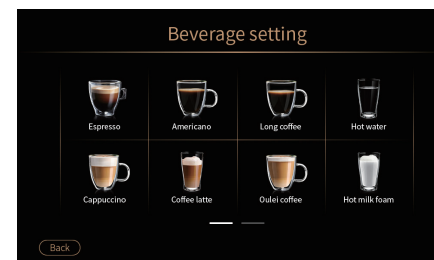 Beverage setting
Espresso
Americano
Long coffee
Hot water
Cappuccino
Coffee latte
Oulei coffee
Hot milk foam
Back